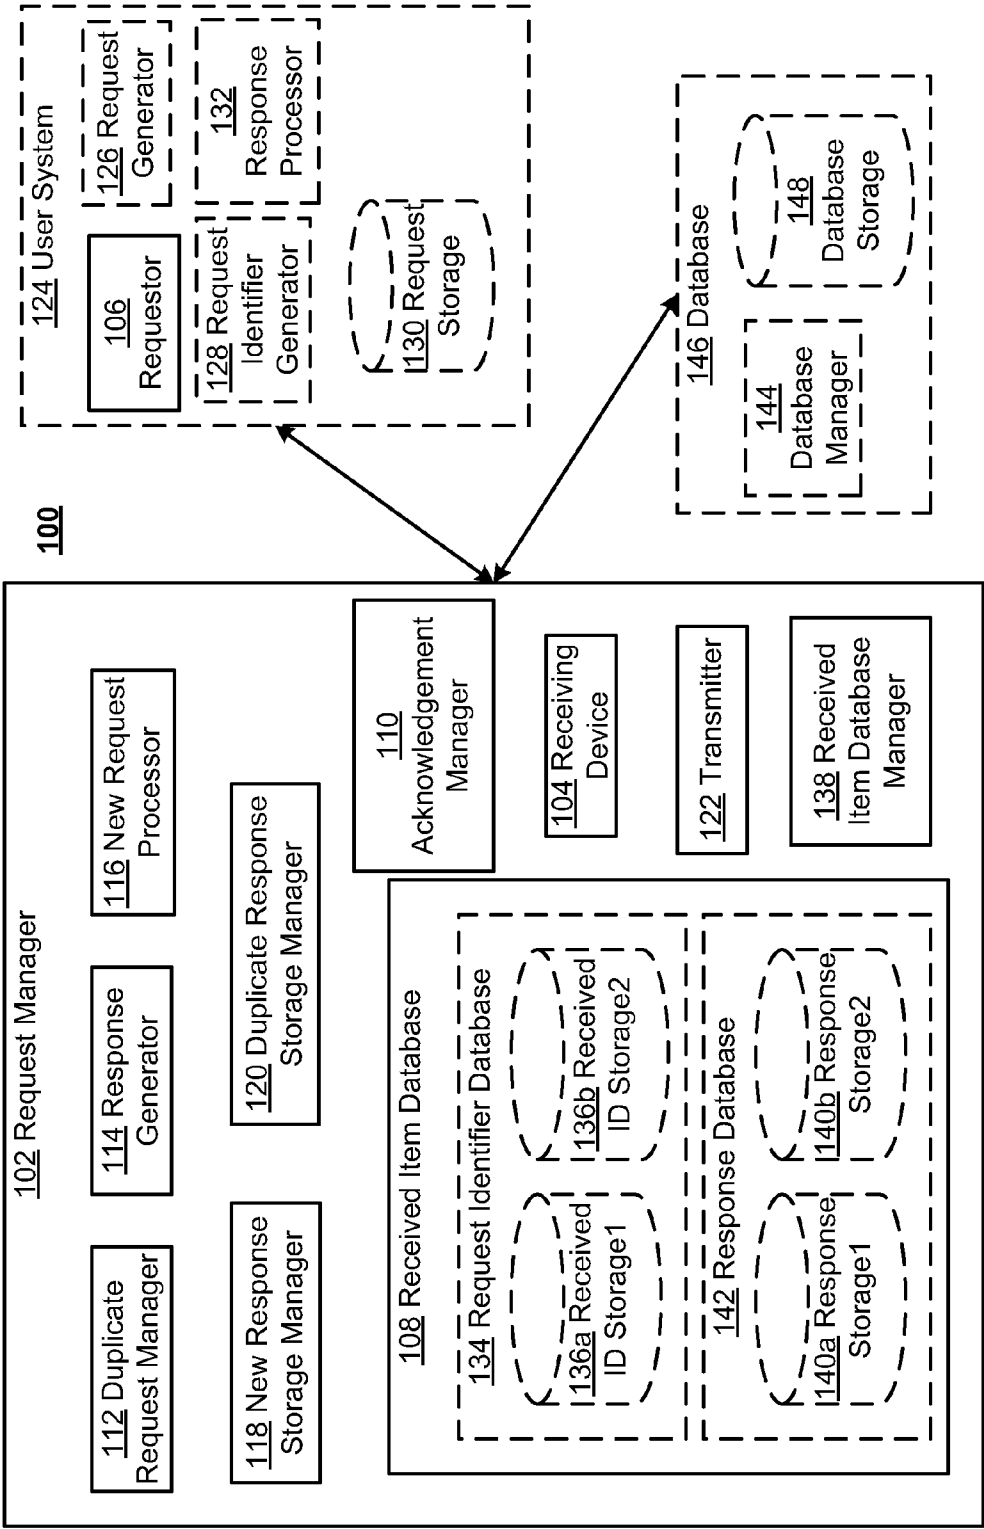 100
102 Request Manager
112 Duplicate
Request Manager
114 Response
Generator
116 New Request
Processor
118 New Response
Storage Manager
120 Duplicate Response
Storage Manager
108 Received Item Database
134 Request Identifier Database
136a Received
ID Storage1
136b Received
ID Storage2
142 Response Database
140a Response
Storage1
140b Response
Storage2
110
Acknowledgement
Manager
104 Receiving
Device
122 Transmitter
138 Received
Item Database
Manager
124 User System
106
Requestor
126 Request
Generator
128 Request
Identifier
Generator
132
Response
Processor
130 Request
Storage
146 Database
144
Database
Manager
148
Database
Storage